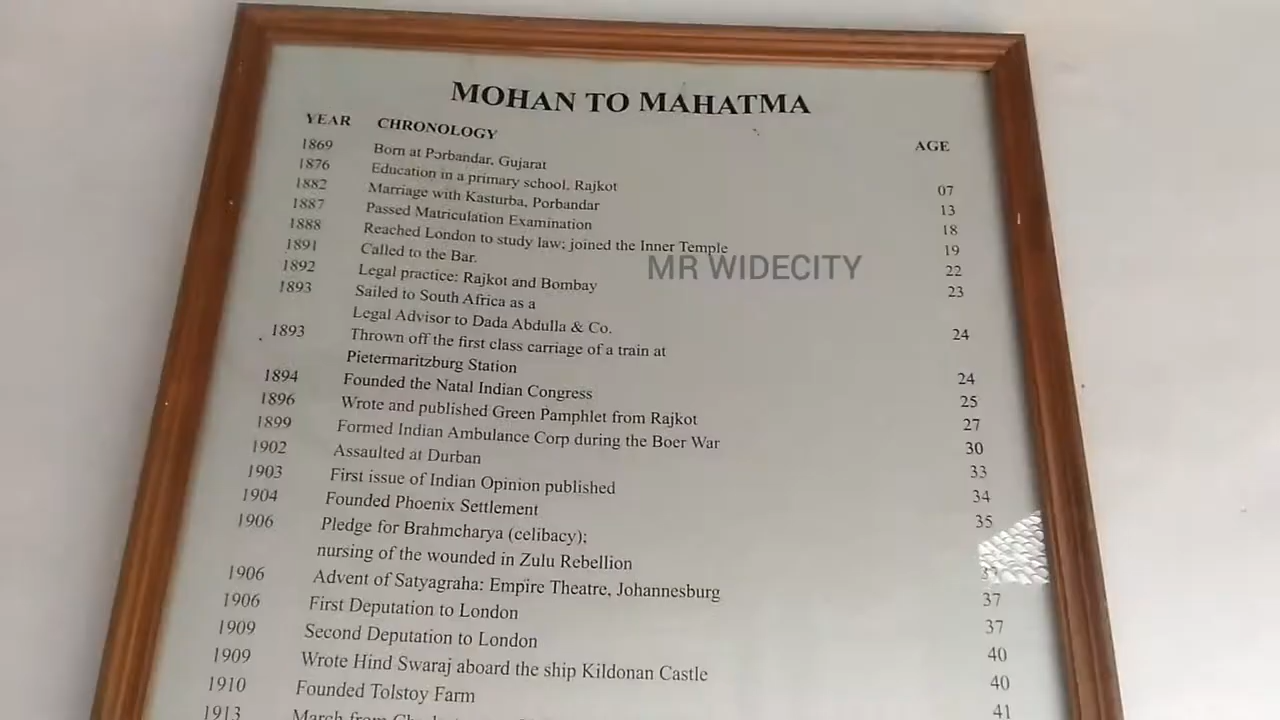 MOHAN TO MAHATMA
YEAR CHRONOLOGY AGE
1869 Born at Porbandar, Gujarat
1876 Education in a primary school, Rajkot 07
1882 Marriage with Kasturba, Porbandar 13
1887 Passed Matriculation Examination 18
1888 Reached London to study law; joined the Inner Temple 19
1891 Called to the Bar. 22
1892 Legal practice: Rajkot and Bombay 23
1893 Sailed to South Africa as a
Legal Advisor to Dada Abdulla & Co. 24
1893 Thrown off the first class carriage of a train at
Pietermaritzburg Station 24
1894 Founded the Natal Indian Congress 25
1896 Wrote and published Green Pamphlet from Rajkot 27
1899 Formed Indian Ambulance Corp during the Boer War 30
1902 Assaulted at Durban 33
1903 First issue of Indian Opinion published 34
1904 Founded Phoenix Settlement 35
1906 Pledge for Brahmcharya (celibacy);
nursing of the wounded in Zulu Rebellion
1906 Advent of Satyagraha: Empire Theatre, Johannesburg 37
1906 First Deputation to London 37
1909 Second Deputation to London 40
1909 Wrote Hind Swaraj aboard the ship Kildonan Castle 40
1910 Founded Tolstoy Farm 41
1913 March from
MR WIDECITY